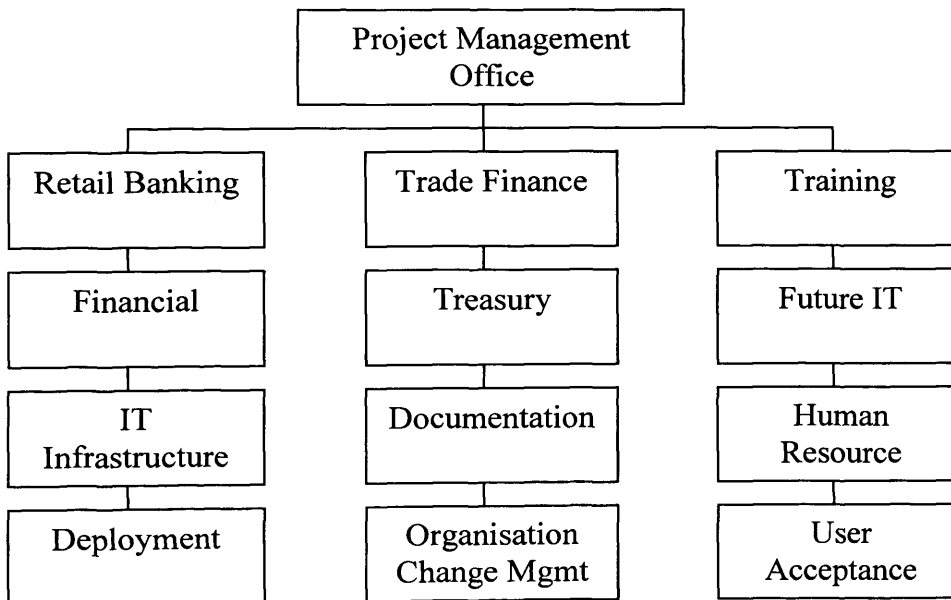 Project Management
Office
Retail Banking
Trade Finance
Training
Financial
Treasury
Future IT
IT
Infrastructure
Documentation
Human
Resource
Deployment
Organisation
Change Mgmt
User
Acceptance